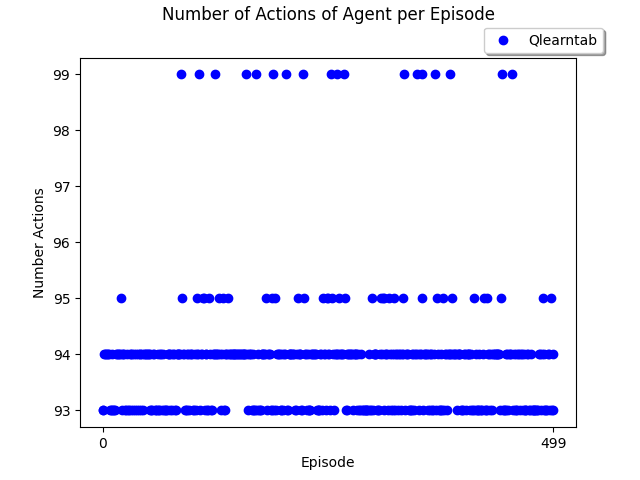 Number of Actions of Agent per Episode
Qlearntab
99
98
97
96
95
94
93
Number Actions
0
499
Episode